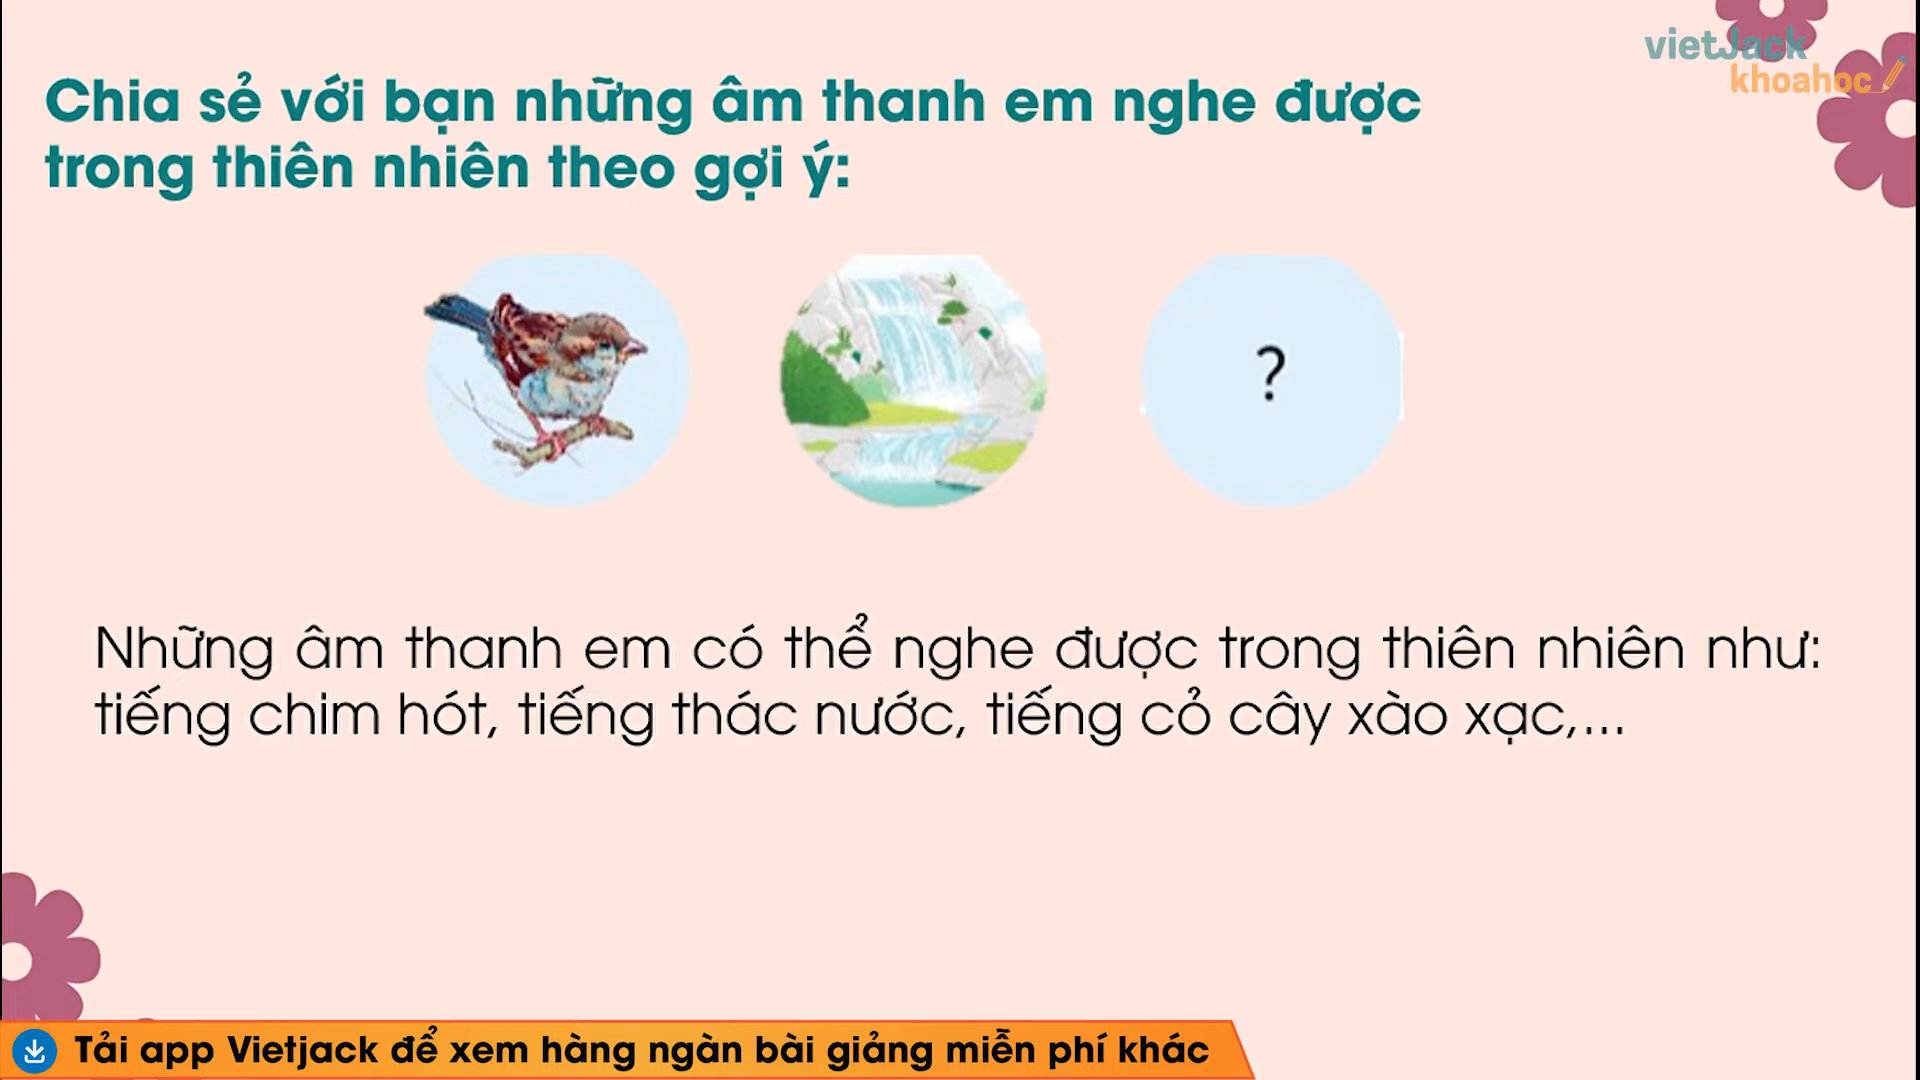 vietJack
khoahoc
Chia sẻ với bạn những âm thanh em nghe được
trong thiên nhiên theo gợi ý:
?
Những âm thanh em có thể nghe được trong thiên nhiên như:
tiếng chim hót, tiếng thác nước, tiếng cỏ cây xào xạc,...
Tải app Vietjack để xem hàng ngàn bài giảng miễn phí khác